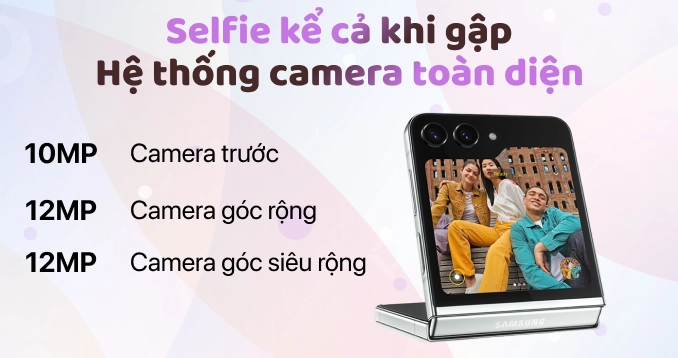 Selfie kể cả khi gập
Hệ thống camera toàn diện
10MP Camera trước
12MP Camera góc rộng
12MP Camera góc siêu rộng
Ready
SAMSUNG